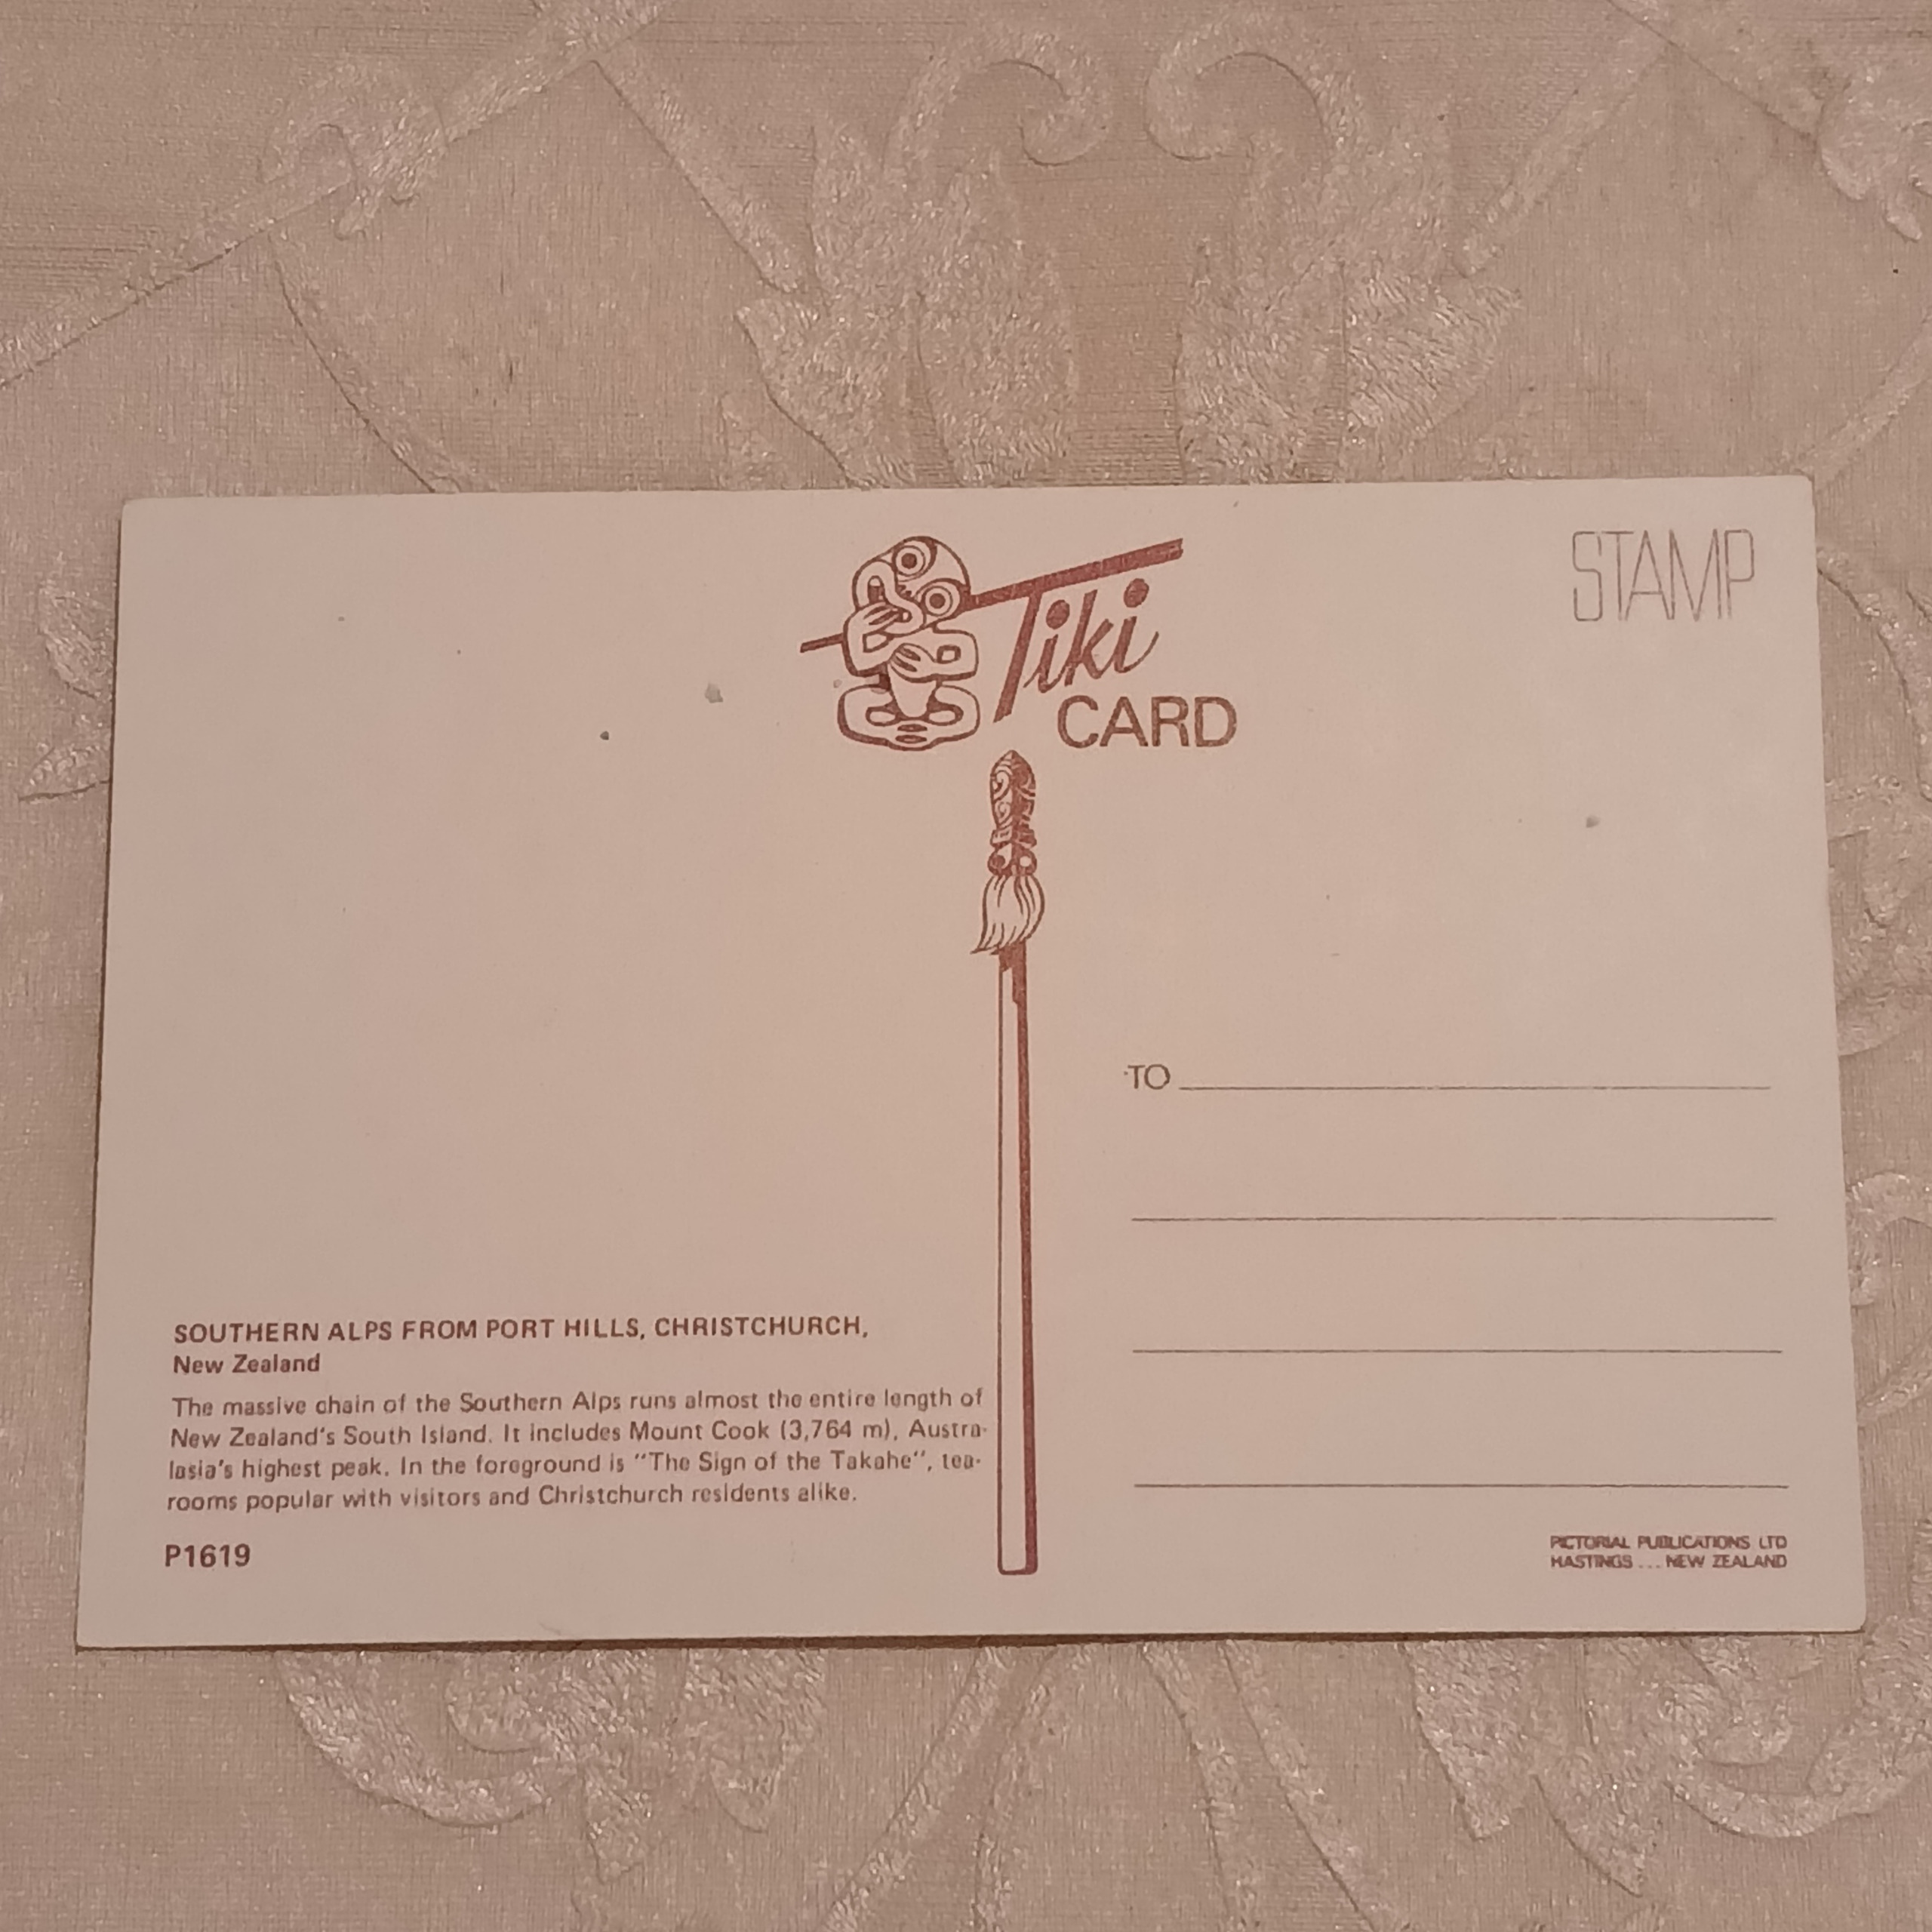 Tiki
CARD
STAMP
TO
SOUTHERN ALPS FROM PORT HILLS, CHRISTCHURCH,
New Zealand
The massive chain of the Southern Alps runs almost the entire length of
New Zealand's South Island. It includes Mount Cook (3,764 m), Austra-
lasia's highest peak. In the foreground is "The Sign of the Takahe", tea-
rooms popular with visitors and Christchurch residents alike.
P1619
PICTORIAL PUBLICATIONS LTD
HASTINGS ... NEW ZEALAND